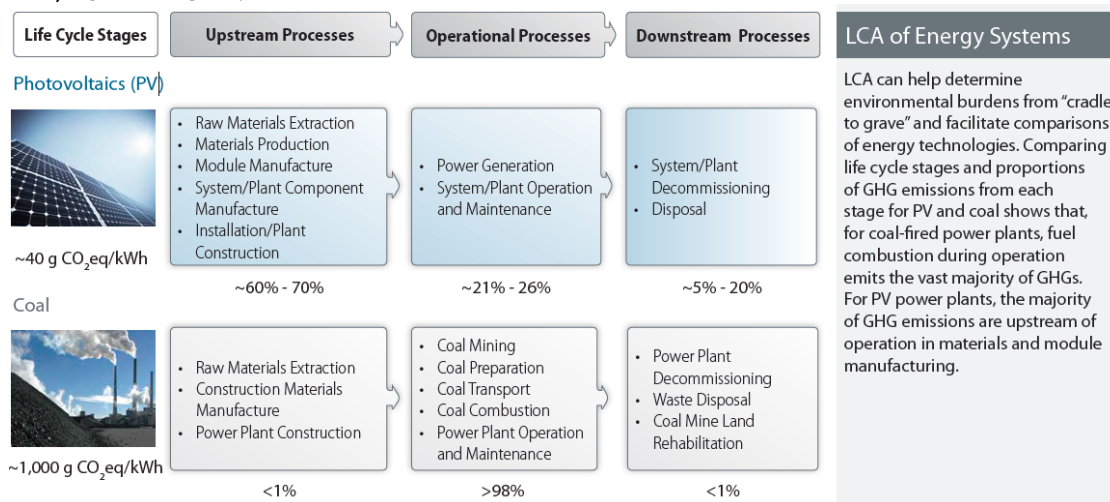 Life Cycle Stages
Upstream Processes
Operational Processes
Downstream Processes
Photovoltaics (PV)
• Raw Materials Extraction
• Materials Production
• Module Manufacture
• System/Plant Component
Manufacture
• Installation/Plant
Construction
• Power Generation
• System/Plant Operation
and Maintenance
• System/Plant
Decommissioning
• Disposal
~40 g CO₂eq/kWh
~60% - 70%
~21% - 26%
~5% - 20%
Coal
• Raw Materials Extraction
• Construction Materials
Manufacture
• Power Plant Construction
• Coal Mining
• Coal Preparation
• Coal Transport
• Coal Combustion
• Power Plant Operation
and Maintenance
• Power Plant
Decommissioning
• Waste Disposal
• Coal Mine Land
Rehabilitation
~1,000 g CO₂eq/kWh
<1%
>98%
<1%
LCA of Energy Systems
LCA can help determine
environmental burdens from “cradle
to grave” and facilitate comparisons
of energy technologies. Comparing
life cycle stages and proportions
of GHG emissions from each
stage for PV and coal shows that,
for coal-fired power plants, fuel
combustion during operation
emits the vast majority of GHGs.
For PV power plants, the majority
of GHG emissions are upstream of
operation in materials and module
manufacturing.